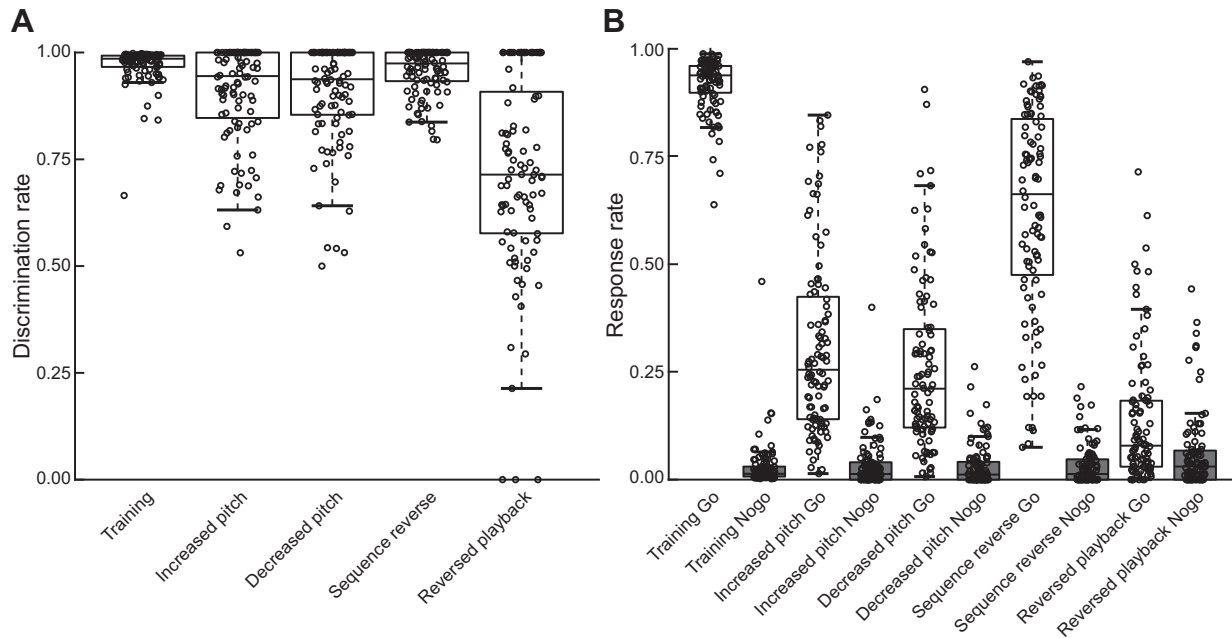 A
Discrimination rate
1.00
0.75
0.50
0.25
0.00
Training
Increased pitch
Decreased pitch
Sequence reverse
Reversed playback
B
Response rate
1.00
0.75
0.50
0.25
0.00
Training Go
Training Nogo
Increased pitch Go
Increased pitch Nogo
Decreased pitch Go
Decreased pitch Nogo
Sequence reverse Go
Sequence reverse Nogo
Reversed playback Go
Reversed playback Nogo